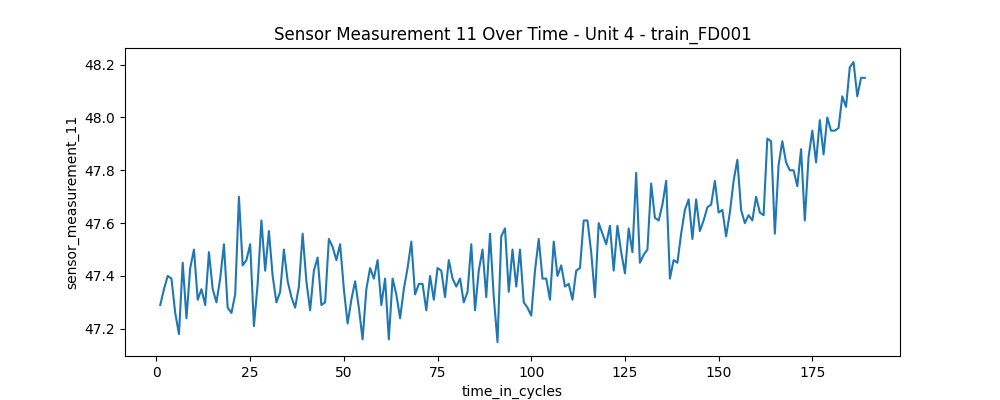 Sensor Measurement 11 Over Time - Unit 4 - train_FD001
48.2
48.0
47.8
47.6
47.4
47.2
sensor_measurement_11
0 25 50 75 100 125 150 175
time_in_cycles